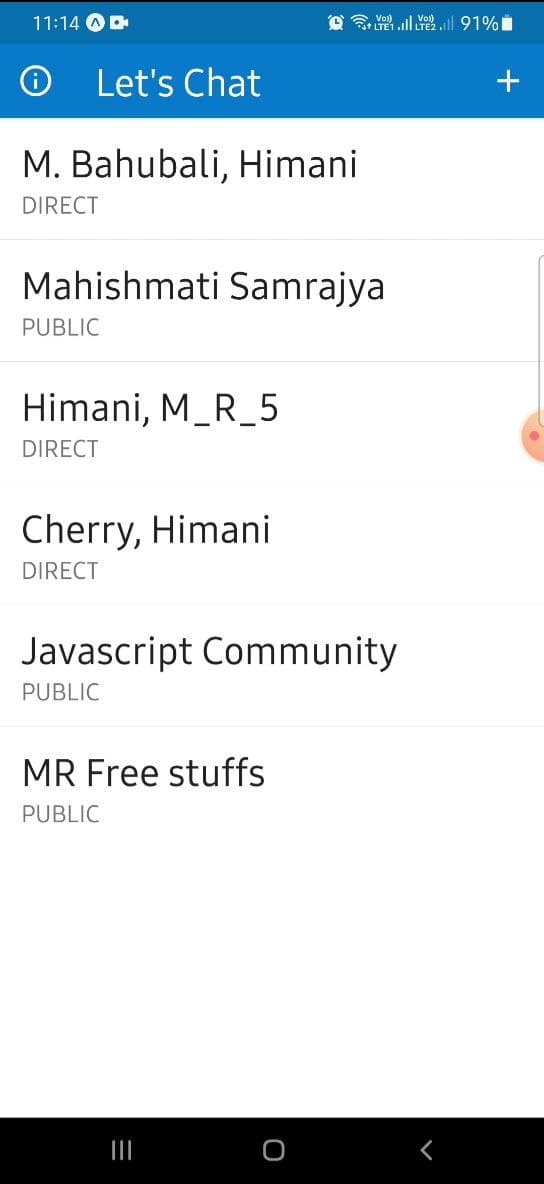 11:14 Vo)) LTE1 Vo)) LTE2 91%
Let's Chat +
M. Bahubali, Himani
DIRECT
Mahishmati Samrajya
PUBLIC
Himani, M_R_5
DIRECT
Cherry, Himani
DIRECT
Javascript Community
PUBLIC
MR Free stuffs
PUBLIC